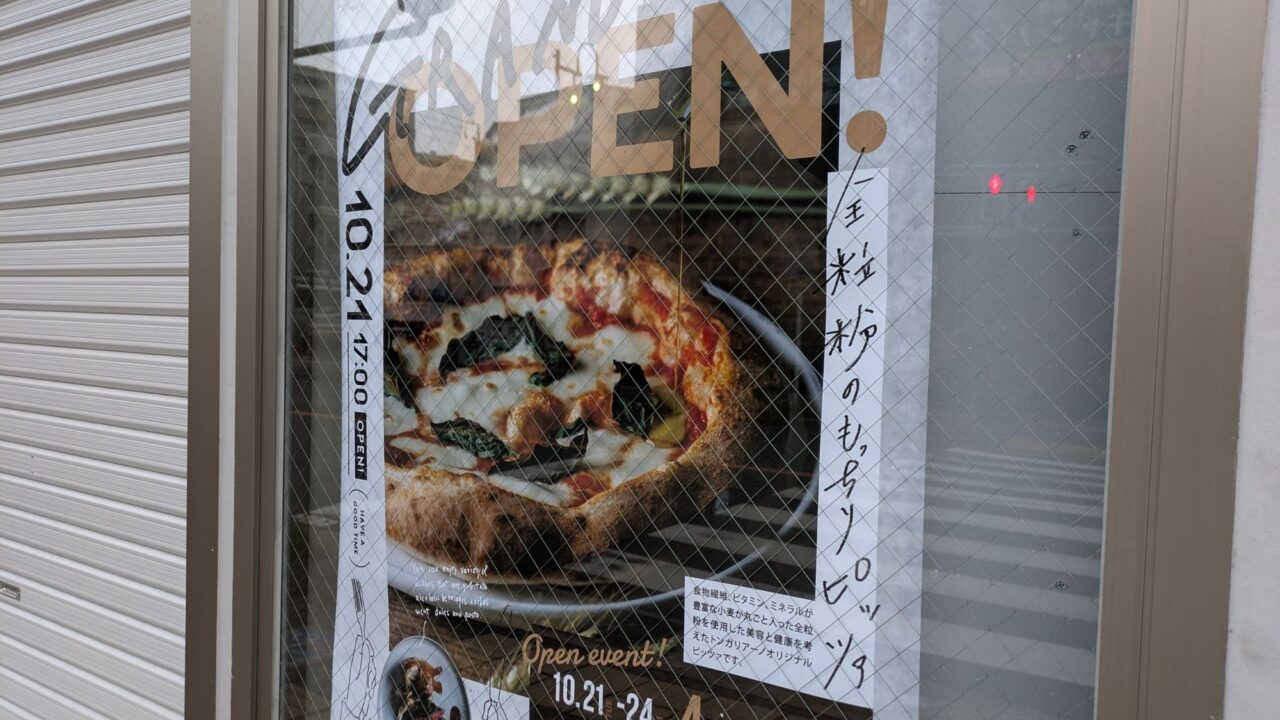 GRAND
OPEN!
10.21 17:00 OPEN!
HAVE A
GOOD TIME
全粒粉のもっちりピッツァ
食物繊維、ビタミン、ミネラルが
豊富な小麦が丸ごと入った全粒
粉を使用した美容と健康を考
えたトンガリアーノオリジナル
ピッツァです。
Open event!
10.21 -24